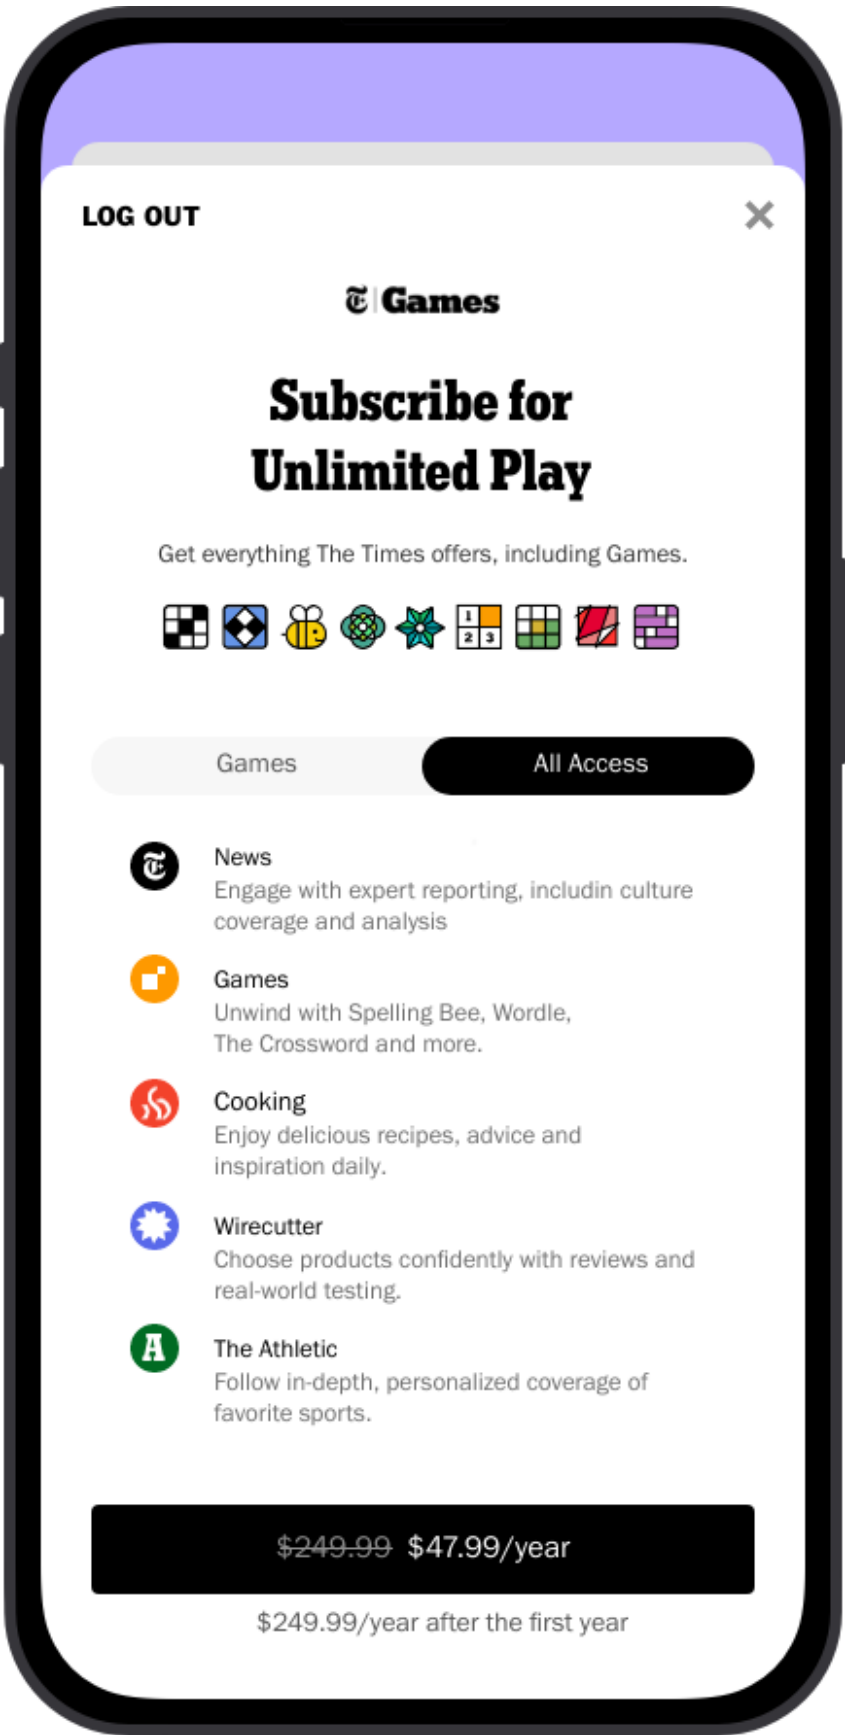 LOG OUT
Games
Subscribe for
Unlimited Play
Get everything The Times offers, including Games.
1
2 3
Games All Access
News
Engage with expert reporting, includin culture
coverage and analysis
Games
Unwind with Spelling Bee, Wordle,
The Crossword and more.
Cooking
Enjoy delicious recipes, advice and
inspiration daily.
Wirecutter
Choose products confidently with reviews and
real-world testing.
A The Athletic
Follow in-depth, personalized coverage of
favorite sports.
$249.99 $47.99/year
$249.99/year after the first year